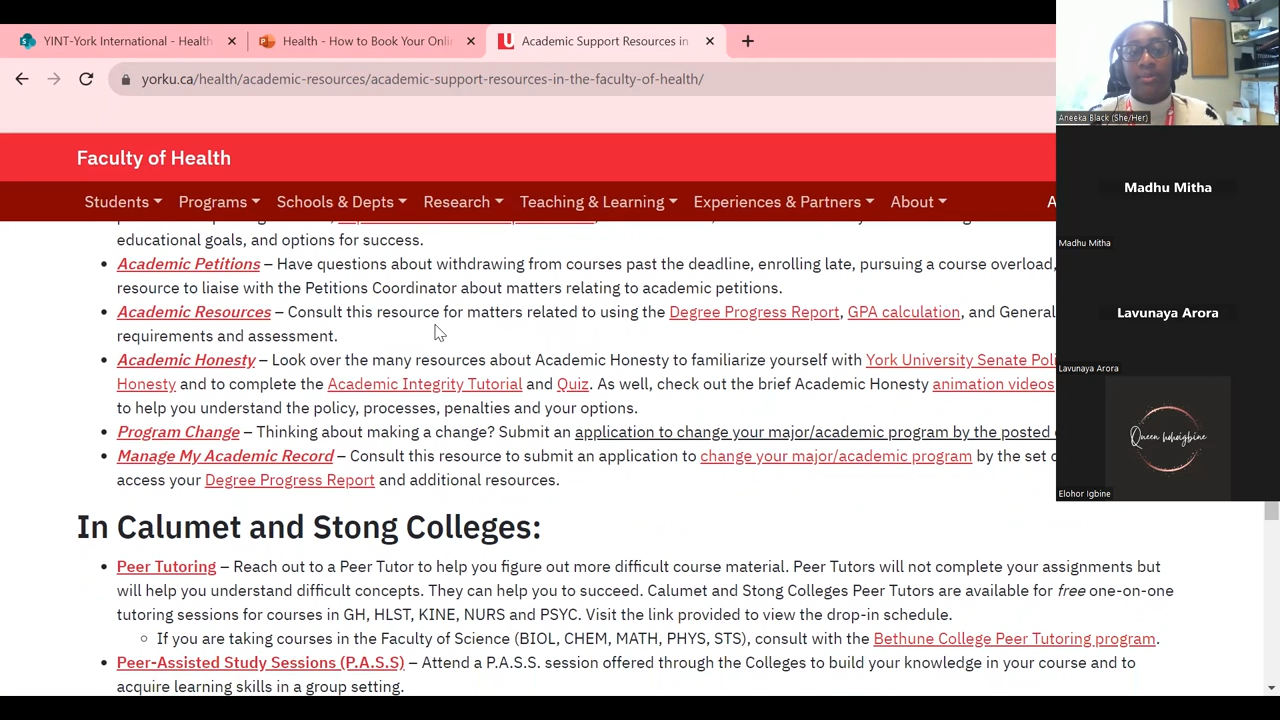 YINT-York International - Health
Health - How to Book Your Onli
Academic Support Resources in
yorku.ca/health/academic-resources/academic-support-resources-in-the-faculty-of-health/
Faculty of Health
Students
Programs
Schools & Depts
Research
Teaching & Learning
Experiences & Partners
About
A
educational goals, and options for success.
Academic Petitions – Have questions about withdrawing from courses past the deadline, enrolling late, pursuing a course overload,
resource to liaise with the Petitions Coordinator about matters relating to academic petitions.
Academic Resources – Consult this resource for matters related to using the Degree Progress Report, GPA calculation, and General
requirements and assessment.
Academic Honesty – Look over the many resources about Academic Honesty to familiarize yourself with York University Senate Poli
Honesty and to complete the Academic Integrity Tutorial and Quiz. As well, check out the brief Academic Honesty animation videos
to help you understand the policy, processes, penalties and your options.
Program Change – Thinking about making a change? Submit an application to change your major/academic program by the posted
Manage My Academic Record – Consult this resource to submit an application to change your major/academic program by the set
access your Degree Progress Report and additional resources.
In Calumet and Stong Colleges:
Peer Tutoring – Reach out to a Peer Tutor to help you figure out more difficult course material. Peer Tutors will not complete your assignments but
will help you understand difficult concepts. They can help you to succeed. Calumet and Stong Colleges Peer Tutors are available for free one-on-one
tutoring sessions for courses in GH, HLST, KINE, NURS and PSYC. Visit the link provided to view the drop-in schedule.
If you are taking courses in the Faculty of Science (BIOL, CHEM, MATH, PHYS, STS), consult with the Bethune College Peer Tutoring program.
Peer-Assisted Study Sessions (P.A.S.S) – Attend a P.A.S.S. session offered through the Colleges to build your knowledge in your course and to
acquire learning skills in a group setting.
Aneeka Black (She/Her)
Madhu Mitha
Madhu Mitha
Lavunaya Arora
Lavunaya Arora
Elohor Igbine